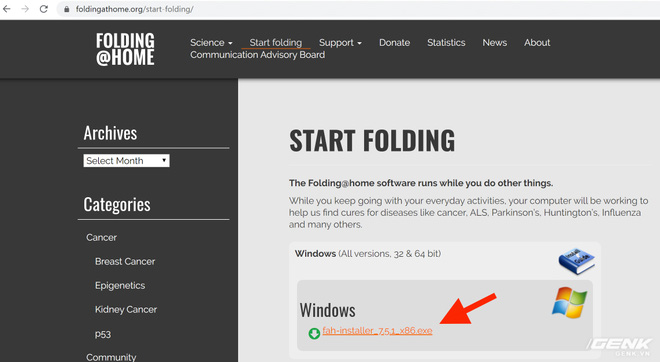 foldingathome.org/start-folding/
FOLDING
@HOME
Science Start folding Support Donate Statistics News About
Communication Advisory Board
Archives
Select Month
Categories
Cancer
Breast Cancer
Epigenetics
Kidney Cancer
p53
Community
START FOLDING
The Folding@home software runs while you do other things.
While you keep going with your everyday activities, your computer will be working to
help us find cures for diseases like cancer, ALS, Parkinson's, Huntington's, Influenza
and many others.
Windows (All versions, 32 & 64 bit)
Install
Guide
Windows
fah-installer_7.5.1_x86.exe
GENK
GENK.VN